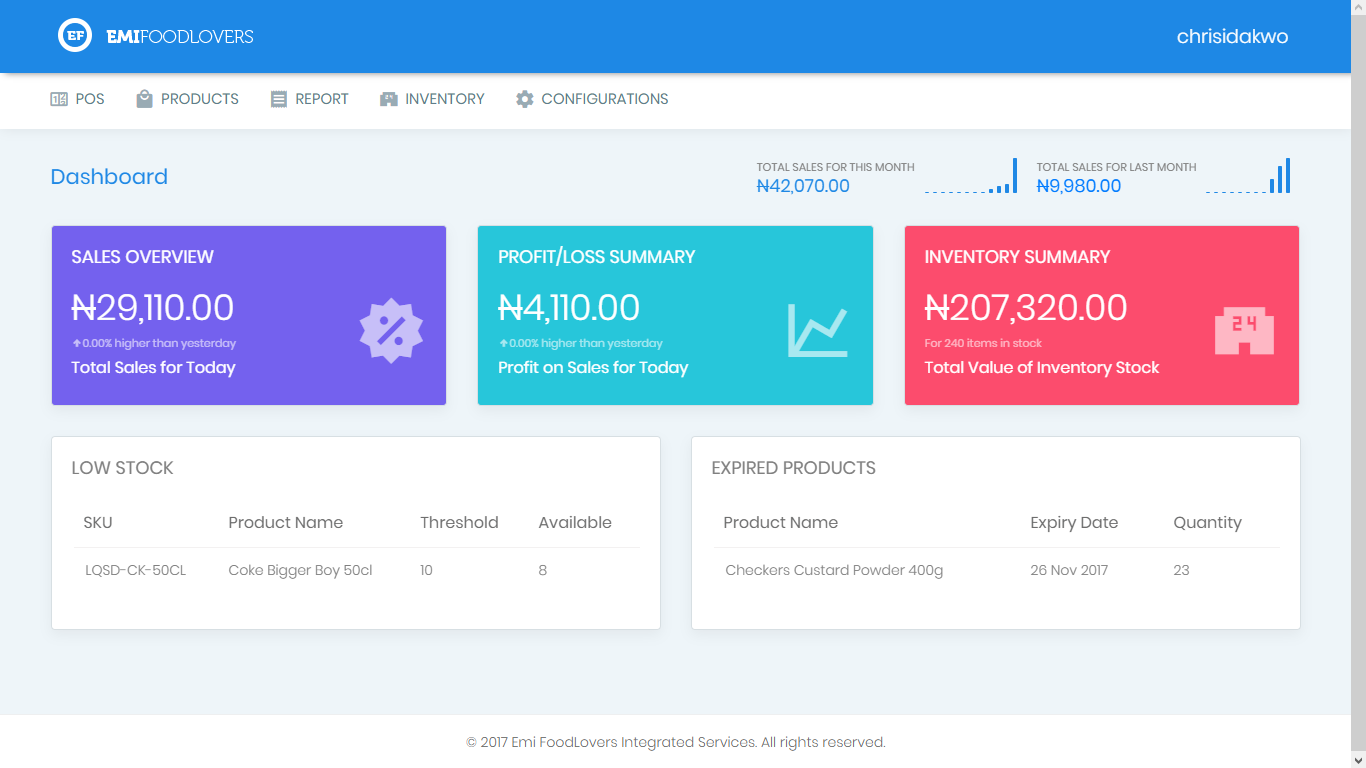 EF EMIFOODLOVERS
chrisidakwo
POS PRODUCTS REPORT INVENTORY CONFIGURATIONS
Dashboard
TOTAL SALES FOR THIS MONTH
₦42,070.00
TOTAL SALES FOR LAST MONTH
₦9,980.00
SALES OVERVIEW
₦29,110.00
0.00% higher than yesterday
Total Sales for Today
PROFIT/LOSS SUMMARY
₦4,110.00
0.00% higher than yesterday
Profit on Sales for Today
INVENTORY SUMMARY
₦207,320.00
For 240 items in stock
Total Value of Inventory Stock
24
LOW STOCK
SKU Product Name Threshold Available
LQSD-CK-50CL Coke Bigger Boy 50cl 10 8
EXPIRED PRODUCTS
Product Name Expiry Date Quantity
Checkers Custard Powder 400g 26 Nov 2017 23
© 2017 Emi FoodLovers Integrated Services. All rights reserved.